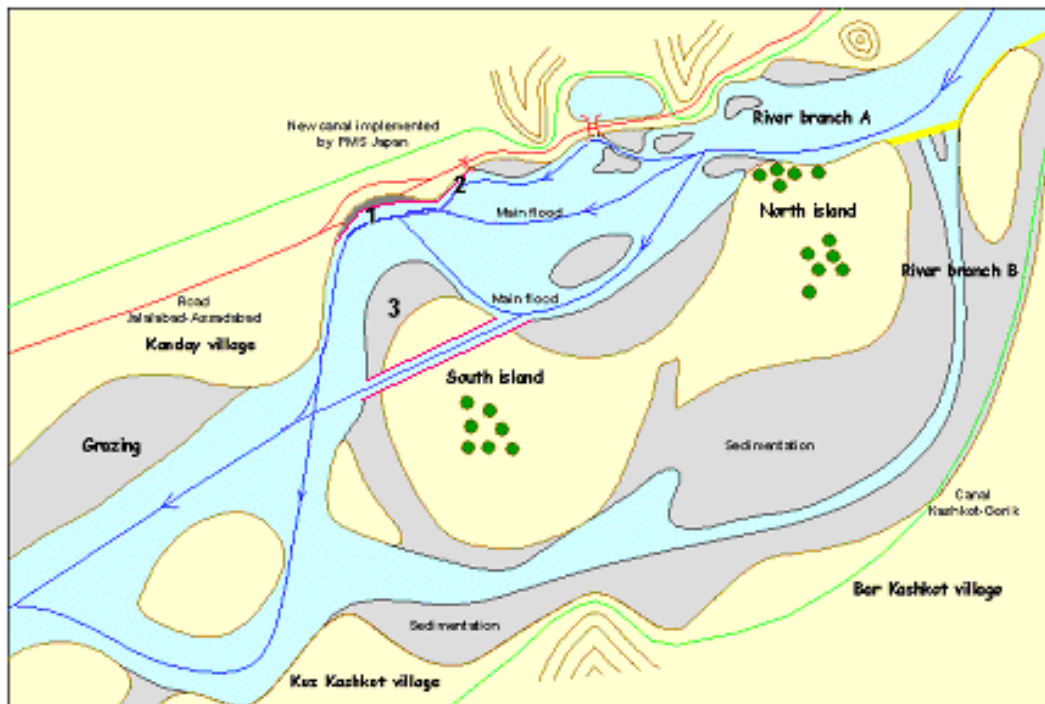 River branch A
New canal implemented
by PMS Japan
2
1
Main flood
North island
River branch B
Main flood
3
Road
Jalalabad-Asadabad
Kanday village
South island
Grazing
Sedimentation
Canal
Kashkot-Gorik
Bar Kashkot village
Sedimentation
Kuz Kashkot village